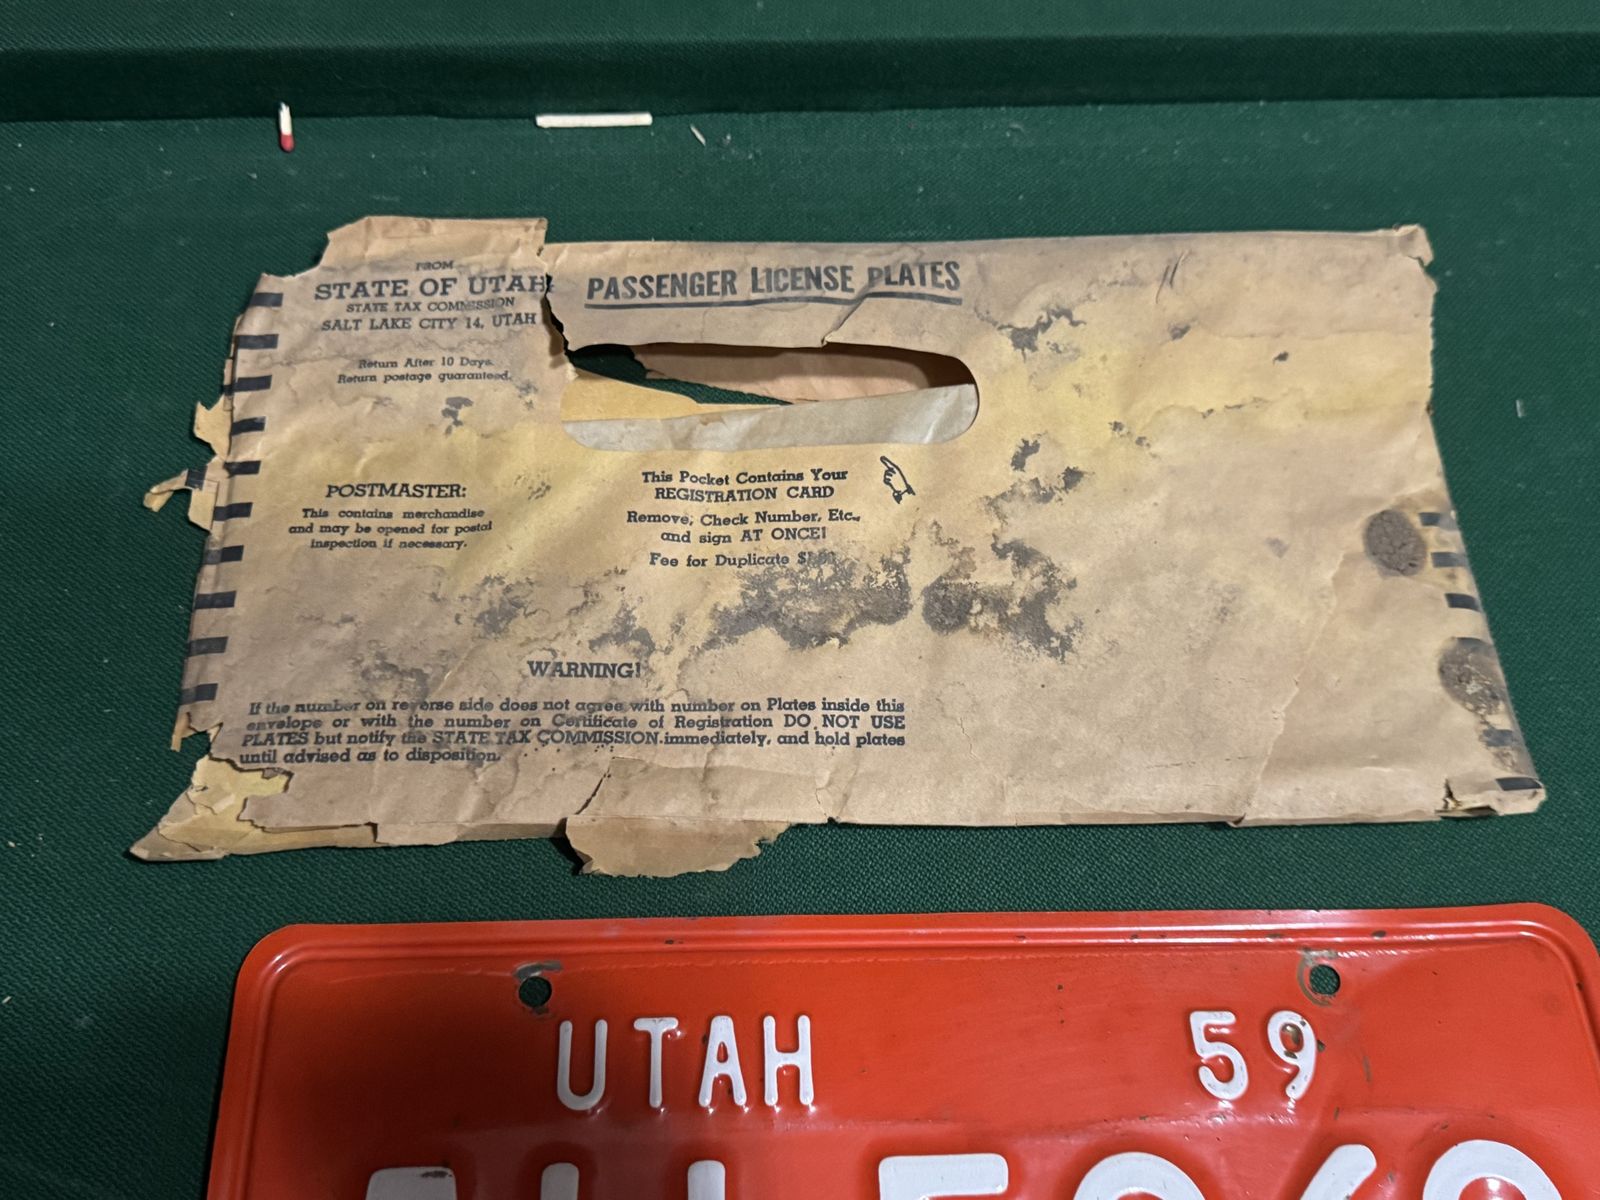 FROM
STATE OF UTAH
STATE TAX COMMISSION
SALT LAKE CITY 14, UTAH
Return After 10 Days.
Return postage guaranteed.
PASSENGER LICENSE PLATES
POSTMASTER:
This contains merchandise
and may be opened for postal
inspection if necessary.
This Pocket Contains Your
REGISTRATION CARD
Remove, Check Number, Etc.,
and sign AT ONCE!
Fee for Duplicate
WARNING!
If the number on reverse side does not agree with number on Plates inside this
envelope or with the number on Certificate of Registration DO NOT USE
PLATES but notify the STATE TAX COMMISSION immediately, and hold plates
until advised as to disposition.
UTAH 59